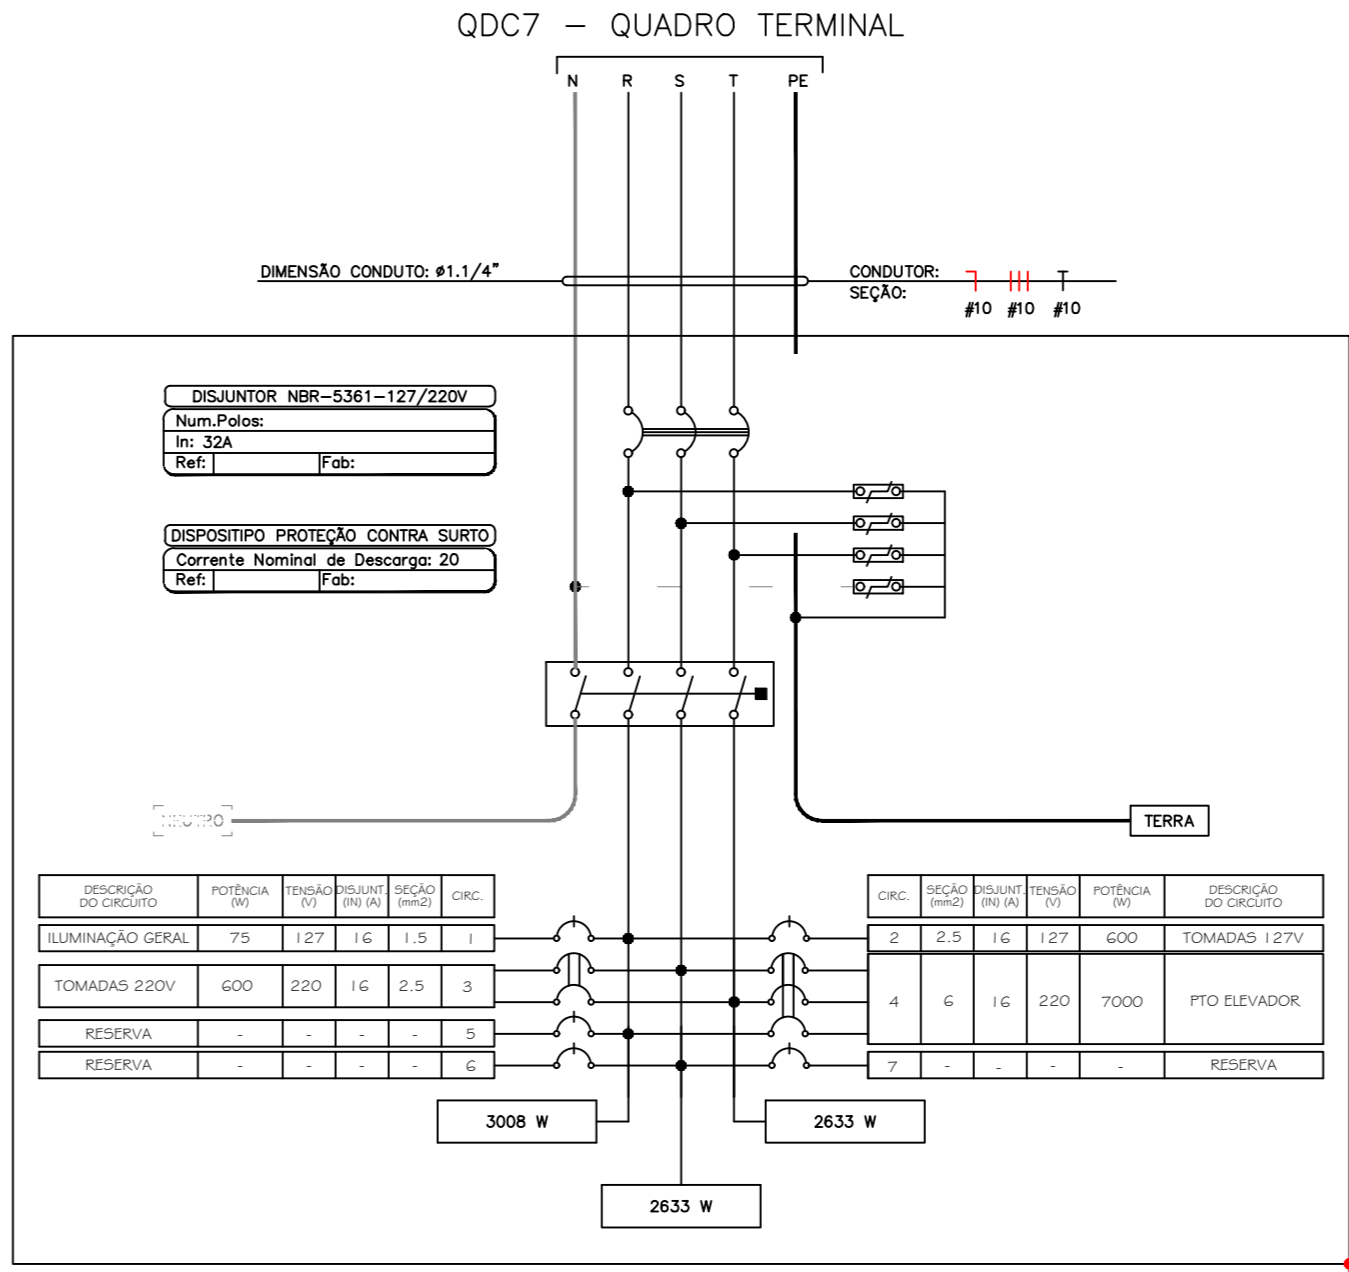 QDC7 – QUADRO TERMINAL
N R S T PE
DIMENSÃO CONDUTO: ø1.1/4”
CONDUTOR:
SEÇÃO:
#10 #10 #10
DISJUNTOR NBR–5361–127/220V
Num.Polos:
In: 32A
Ref: Fab:
DISPOSITIPO PROTEÇÃO CONTRA SURTO
Corrente Nominal de Descarga: 20
Ref: Fab:
NEUTRO
TERRA
DESCRIÇÃO DO CIRCUITO POTÊNCIA (W) TENSÃO (V) DISJUNT. (IN) (A) SEÇÃO (mm2) CIRC.
ILUMINAÇÃO GERAL 75 127 16 1.5 1
TOMADAS 220V 600 220 16 2.5 3
RESERVA - - - - 5
RESERVA - - - - 6
CIRC. SEÇÃO (mm2) DISJUNT. (IN) (A) TENSÃO (V) POTÊNCIA (W) DESCRIÇÃO DO CIRCUITO
2 2.5 16 127 600 TOMADAS 127V
4 6 16 220 7000 PTO ELEVADOR
7 - - - - RESERVA
3008 W
2633 W
2633 W